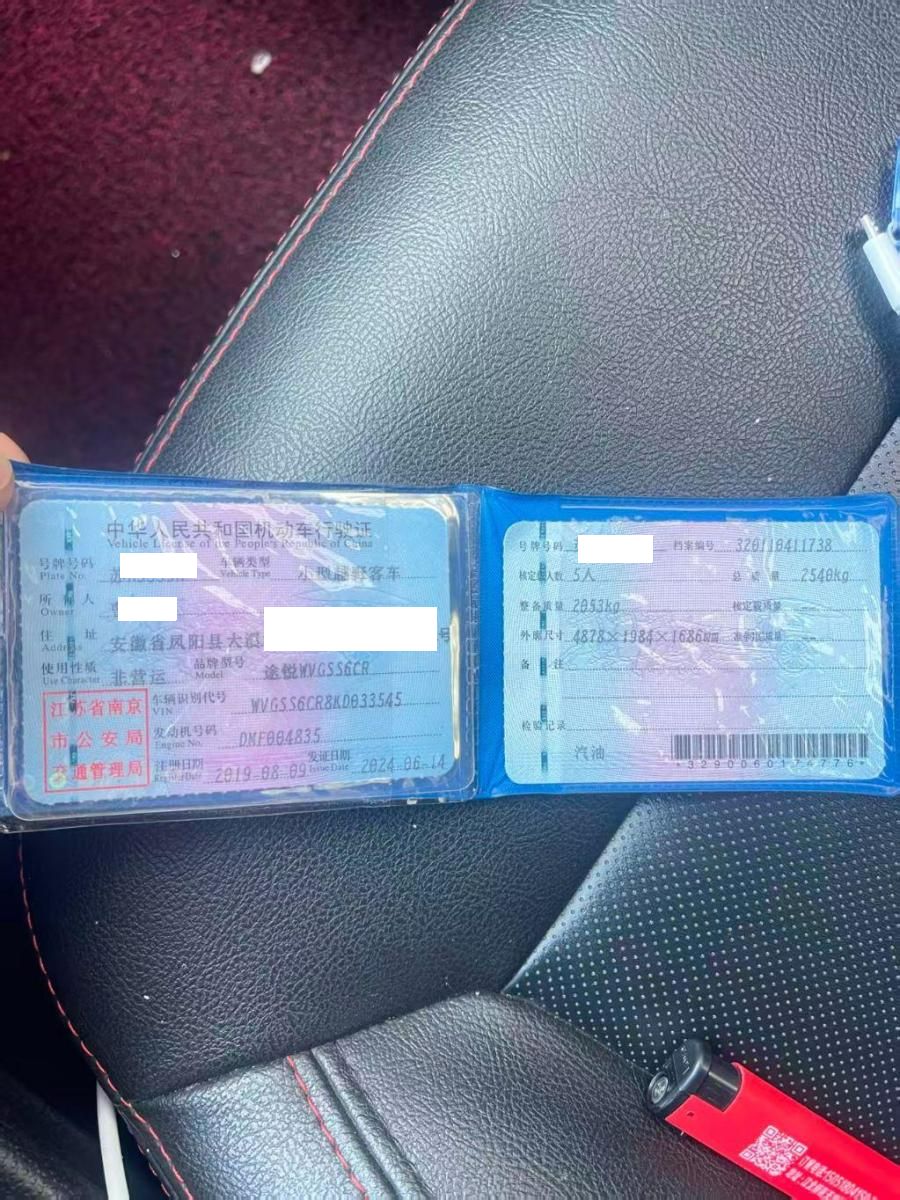 中华人民共和国机动车行驶证
Vehicle License of the People's Republic of China
号牌号码
Plate No.
车辆类型 小型越野客车
Vehicle Type
所有人
Owner
住址 安徽省凤阳县大 号
Address
使用性质 非营运
Use Character
品牌型号 途锐WVGSS6CR
Model
江苏省南京
市公安局
交通管理局
车辆识别代号 WVGSS6CR8KD033545
VIN
发动机号码 DMF004835
Engine No.
注册日期 2019-08-09
Register Date
发证日期 2024-06-14
Issue Date
号牌号码 档案编号 320110411738
核定载人数 5人 总质量 2540kg
整备质量 2053kg 核定载质量 ---
外廓尺寸 4878×1984×1686mm 准牵引总质量 ---
备注
检验记录
汽油
*3290060174776*